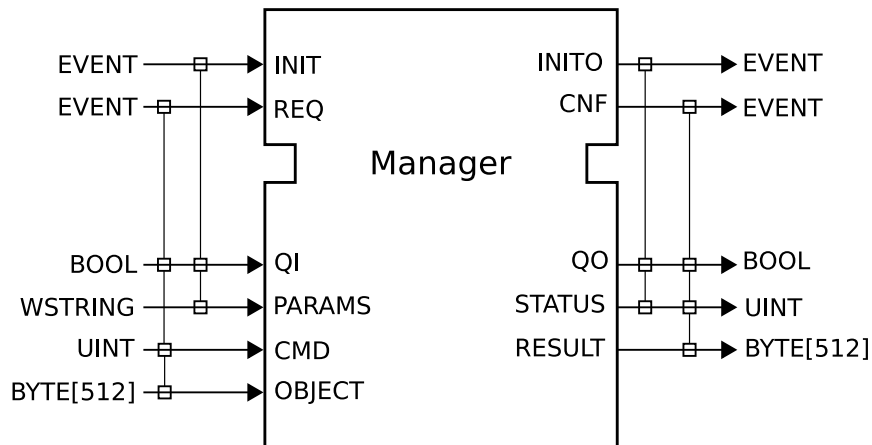 EVENT INIT INITO EVENT
EVENT REQ CNF EVENT
Manager
BOOL QI QO BOOL
WSTRING PARAMS STATUS UINT
UINT CMD RESULT BYTE[512]
BYTE[512] OBJECT